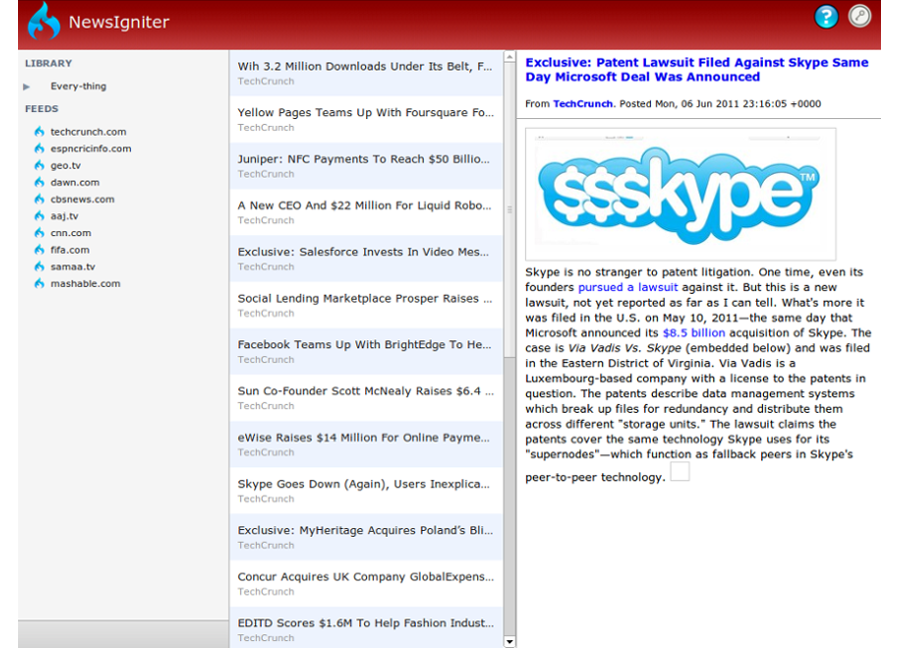 NewsIgniter
?
LIBRARY
Every-thing
FEEDS
techcrunch.com
espncricinfo.com
geo.tv
dawn.com
cbsnews.com
aaj.tv
cnn.com
fifa.com
samaa.tv
mashable.com
Wih 3.2 Million Downloads Under Its Belt, F...
TechCrunch
Yellow Pages Teams Up With Foursquare Fo...
TechCrunch
Juniper: NFC Payments To Reach $50 Billio...
TechCrunch
A New CEO And $22 Million For Liquid Robo...
TechCrunch
Exclusive: Salesforce Invests In Video Mes...
TechCrunch
Social Lending Marketplace Prosper Raises ...
TechCrunch
Facebook Teams Up With BrightEdge To He...
TechCrunch
Sun Co-Founder Scott McNealy Raises $6.4 ...
TechCrunch
eWise Raises $14 Million For Online Payme...
TechCrunch
Skype Goes Down (Again), Users Inexplica...
TechCrunch
Exclusive: MyHeritage Acquires Poland's Bli...
TechCrunch
Concur Acquires UK Company GlobalExpens...
TechCrunch
EDITD Scores $1.6M To Help Fashion Indust...
TechCrunch
Exclusive: Patent Lawsuit Filed Against Skype Same
Day Microsoft Deal Was Announced
From TechCrunch. Posted Mon, 06 Jun 2011 23:16:05 +0000
$$$kype™
Skype is no stranger to patent litigation. One time, even its
founders pursued a lawsuit against it. But this is a new
lawsuit, not yet reported as far as I can tell. What's more it
was filed in the U.S. on May 10, 2011—the same day that
Microsoft announced its $8.5 billion acquisition of Skype. The
case is Via Vadis Vs. Skype (embedded below) and was filed
in the Eastern District of Virginia. Via Vadis is a
Luxembourg-based company with a license to the patents in
question. The patents describe data management systems
which break up files for redundancy and distribute them
across different "storage units." The lawsuit claims the
patents cover the same technology Skype uses for its
"supernodes"—which function as fallback peers in Skype's
peer-to-peer technology.